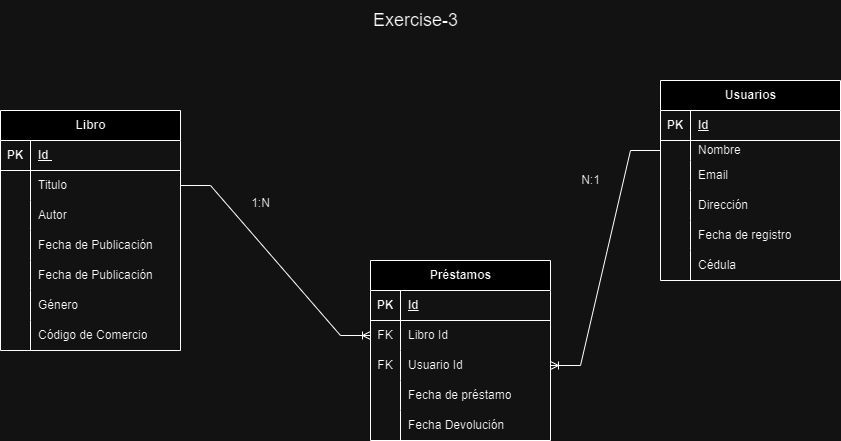 Exercise-3
Libro
PK Id
Titulo
Autor
Fecha de Publicación
Fecha de Publicación
Género
Código de Comercio
1:N
Préstamos
PK Id
FK Libro Id
FK Usuario Id
Fecha de préstamo
Fecha Devolución
N:1
Usuarios
PK Id
Nombre
Email
Dirección
Fecha de registro
Cédula